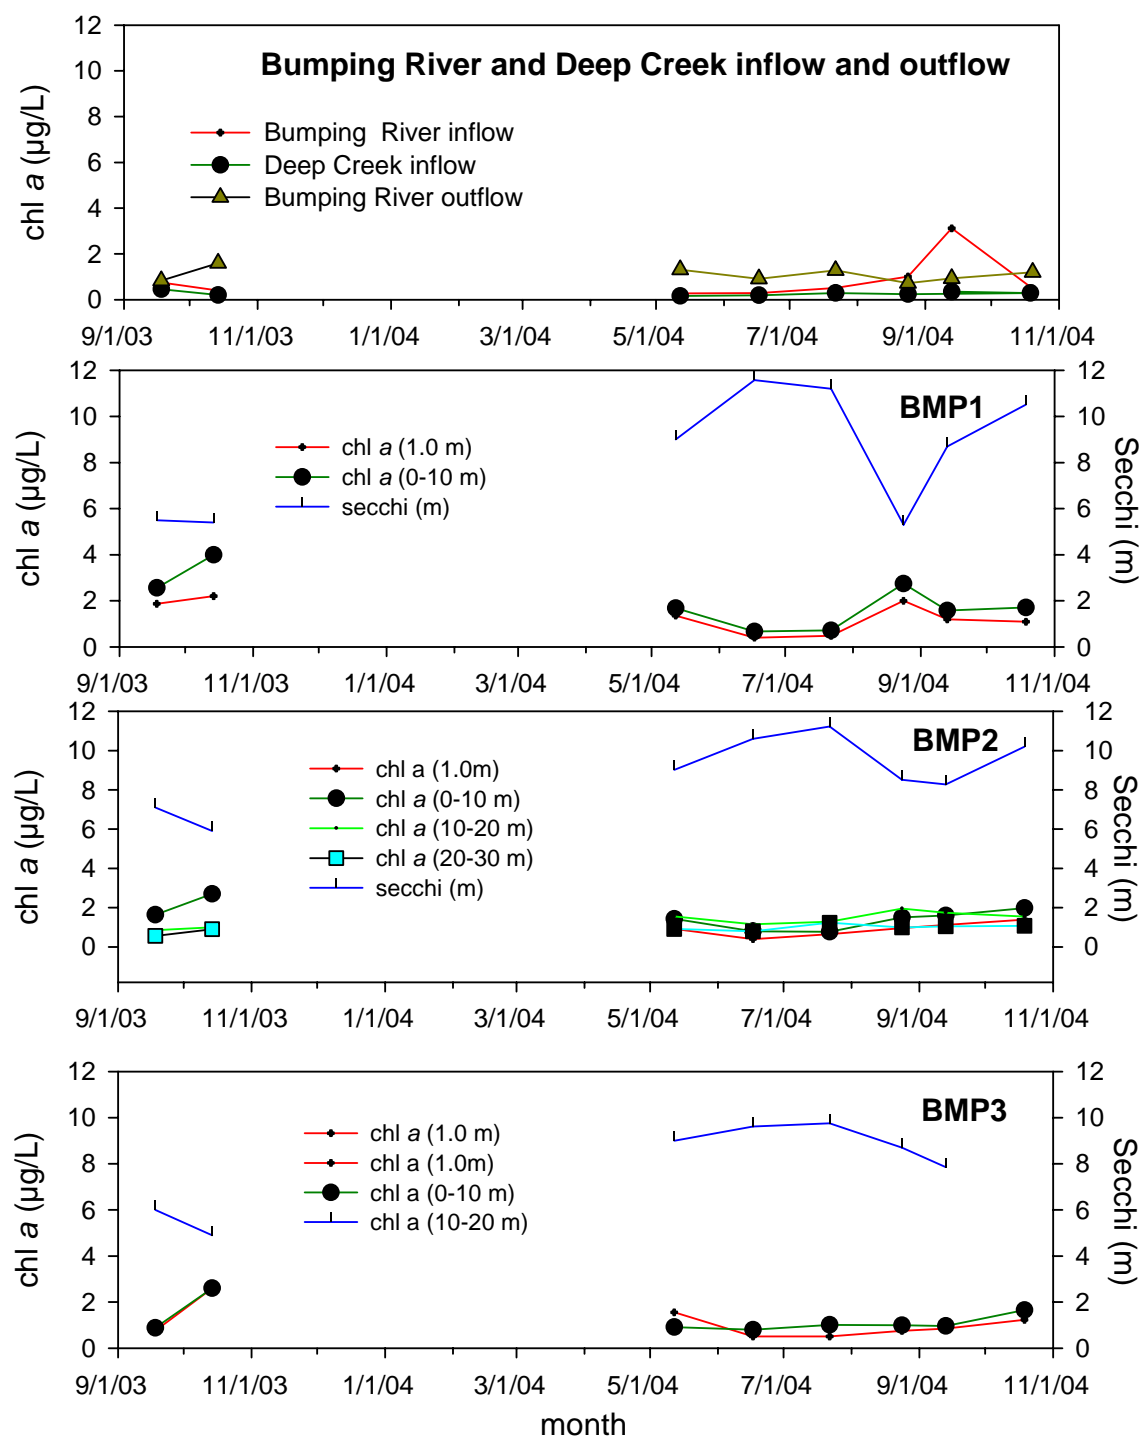 12
10
8
6
4
2
0
chl a (µg/L)
Bumping River and Deep Creek inflow and outflow
Bumping River inflow
Deep Creek inflow
Bumping River outflow
9/1/03 11/1/03 1/1/04 3/1/04 5/1/04 7/1/04 9/1/04 11/1/04
12
10
8
6
4
2
0
chl a (µg/L)
BMP1
chl a (1.0 m)
chl a (0-10 m)
secchi (m)
12
10
8
6
4
2
0
Secchi (m)
9/1/03 11/1/03 1/1/04 3/1/04 5/1/04 7/1/04 9/1/04 11/1/04
12
10
8
6
4
2
0
chl a (µg/L)
BMP2
chl a (1.0m)
chl a (0-10 m)
chl a (10-20 m)
chl a (20-30 m)
secchi (m)
12
10
8
6
4
2
0
Secchi (m)
9/1/03 11/1/03 1/1/04 3/1/04 5/1/04 7/1/04 9/1/04 11/1/04
12
10
8
6
4
2
0
chl a (µg/L)
BMP3
chl a (1.0 m)
chl a (1.0m)
chl a (0-10 m)
chl a (10-20 m)
12
10
8
6
4
2
0
Secchi (m)
9/1/03 11/1/03 1/1/04 3/1/04 5/1/04 7/1/04 9/1/04 11/1/04
month